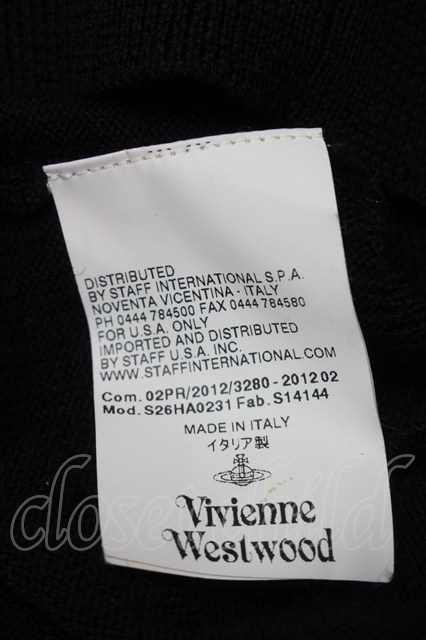 DISTRIBUTED
BY STAFF INTERNATIONAL S.P.A.
NOVENTA VICENTINA - ITALY
PH 0444 784500 FAX 0444 784580
FOR U.S.A. ONLY
IMPORTED AND DISTRIBUTED
BY STAFF U.S.A. INC.
WWW.STAFFINTERNATIONAL.COM
Com. 02PR/2012/3280 - 2012 02
Mod. S26HA0231 Fab. S14144
MADE IN ITALY
イタリア製
Vivienne
Westwood